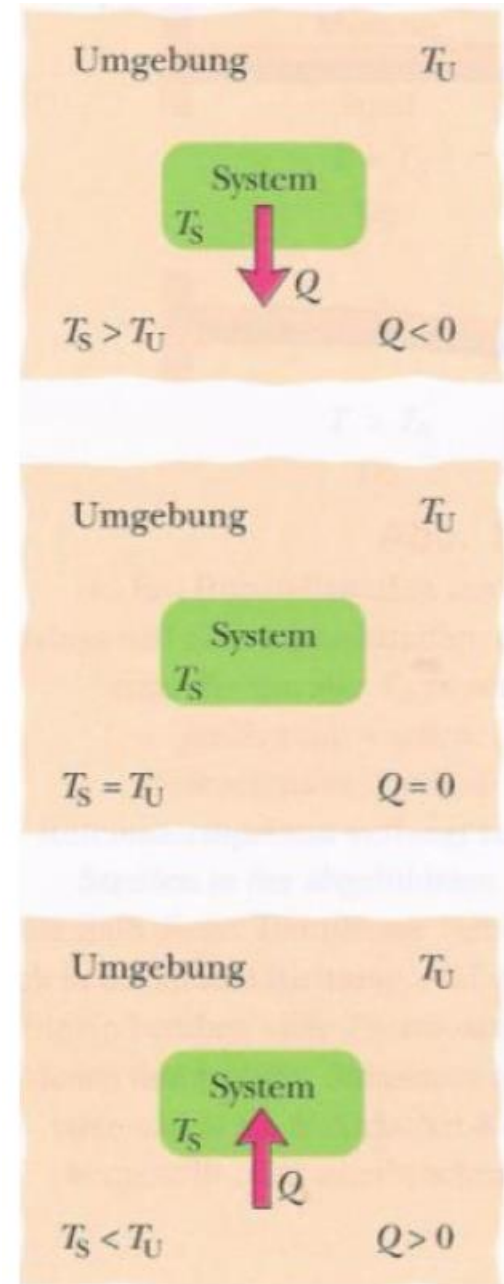 Umgebung T_U
System
T_S
Q
T_S > T_U Q < 0
Umgebung T_U
System
T_S
T_S = T_U Q = 0
Umgebung T_U
System
T_S
Q
T_S < T_U Q > 0